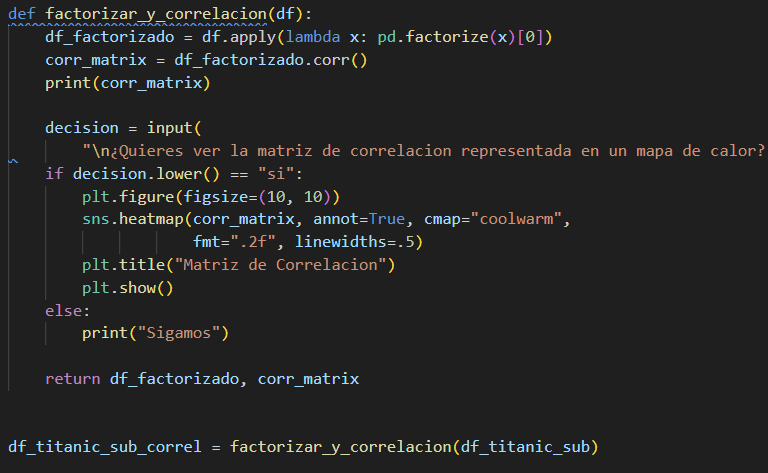 def factorizar_y_correlacion(df):
    df_factorizado = df.apply(lambda x: pd.factorize(x)[0])
    corr_matrix = df_factorizado.corr()
    print(corr_matrix)

    decision = input(
        "\n¿Quieres ver la matriz de correlacion representada en un mapa de calor?
    if decision.lower() == "si":
        plt.figure(figsize=(10, 10))
        sns.heatmap(corr_matrix, annot=True, cmap="coolwarm",
                    fmt=".2f", linewidths=.5)
        plt.title("Matriz de Correlacion")
        plt.show()
    else:
        print("Sigamos")

    return df_factorizado, corr_matrix


df_titanic_sub_correl = factorizar_y_correlacion(df_titanic_sub)